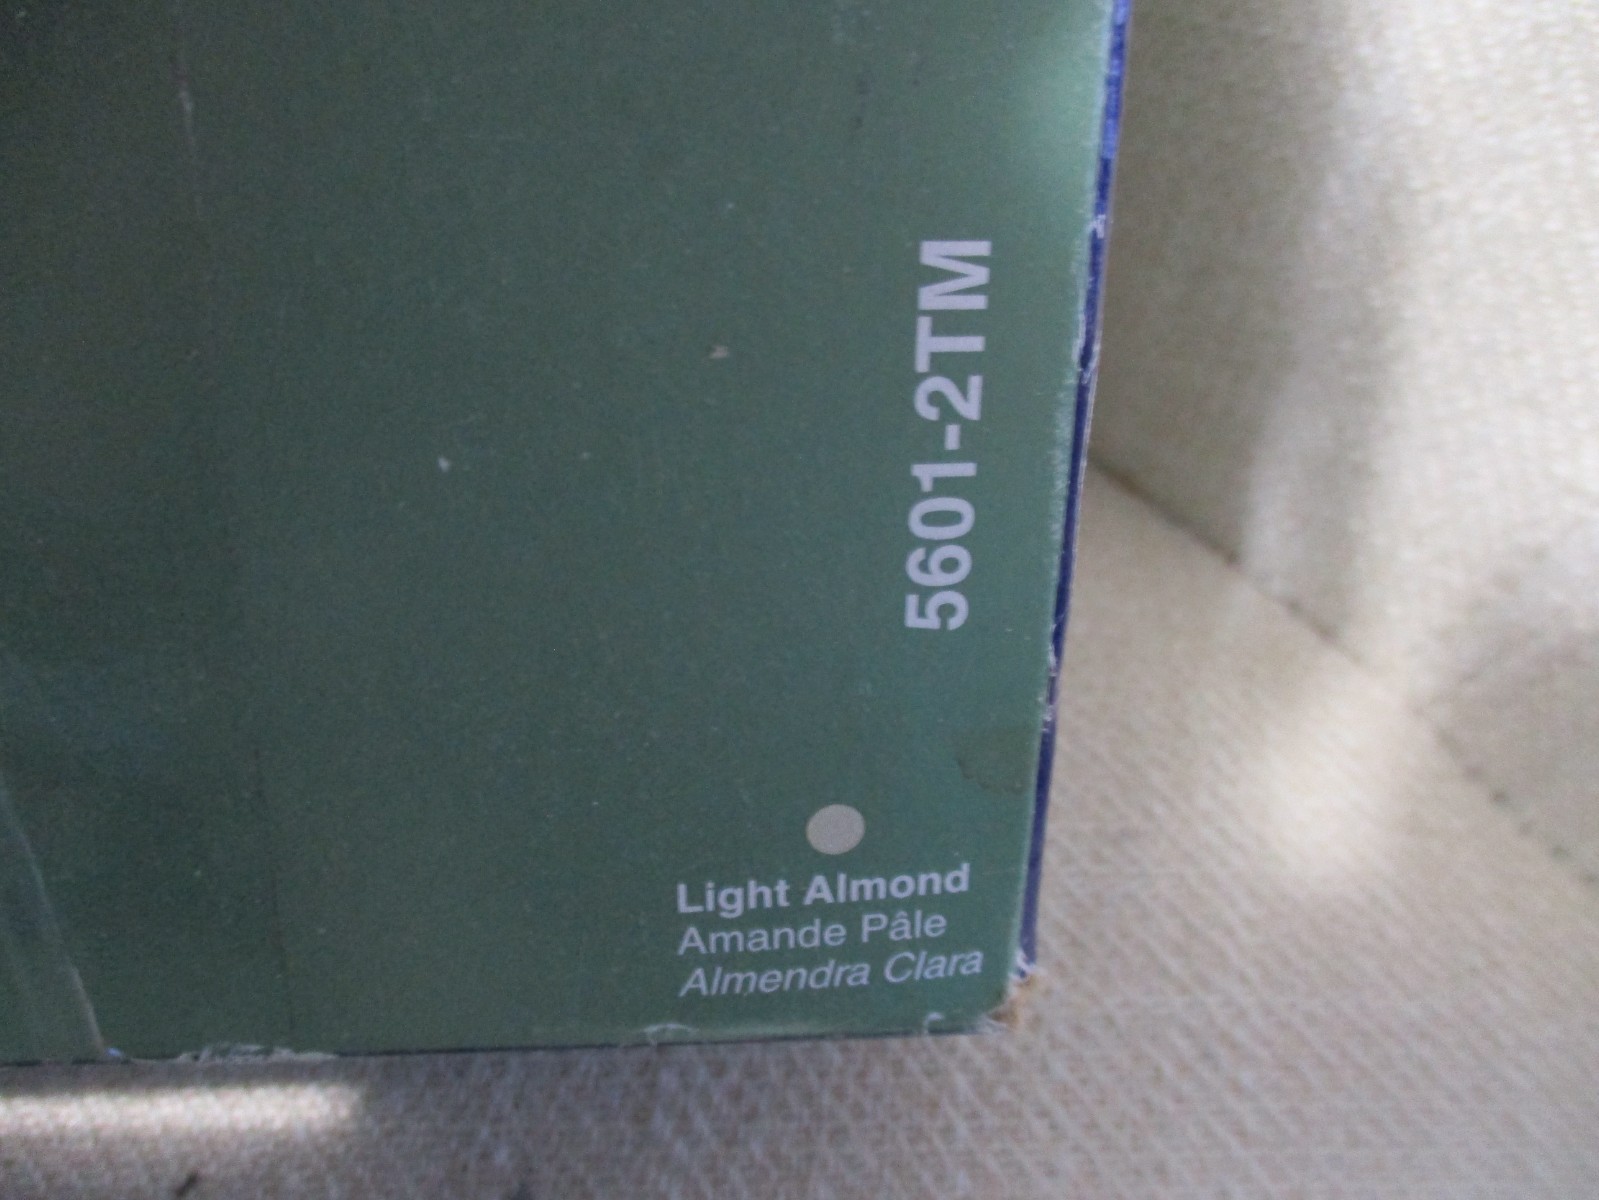 5601-2TM
Light Almond
Amande Pâle
Almendra Clara